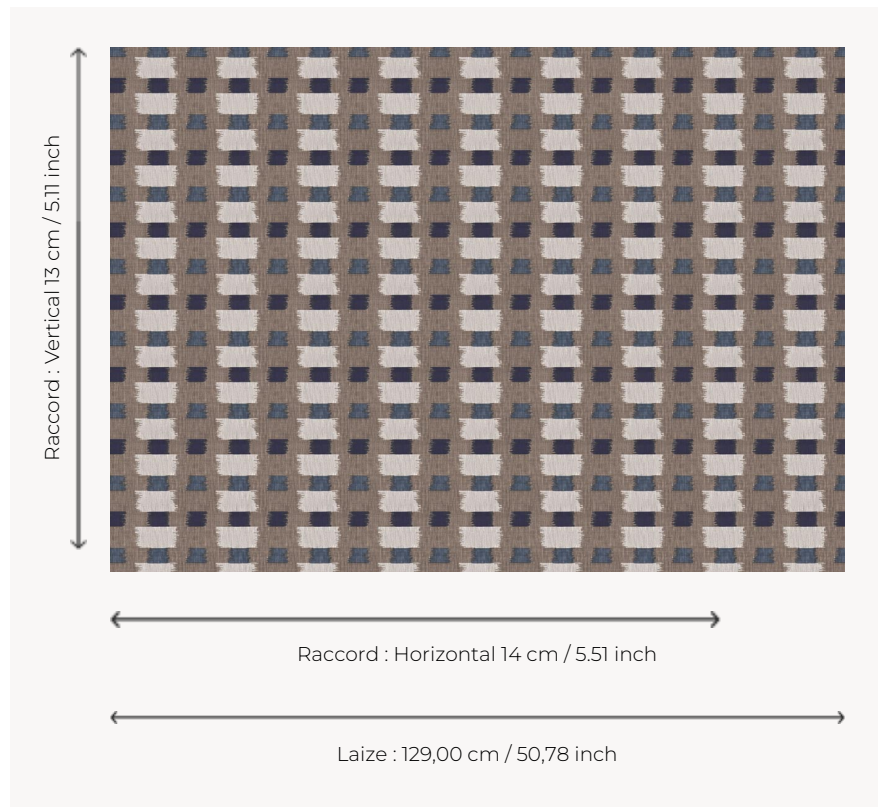 Raccord : Vertical 13 cm / 5.11 inch
Raccord : Horizontal 14 cm / 5.51 inch
Laize : 129,00 cm / 50,78 inch